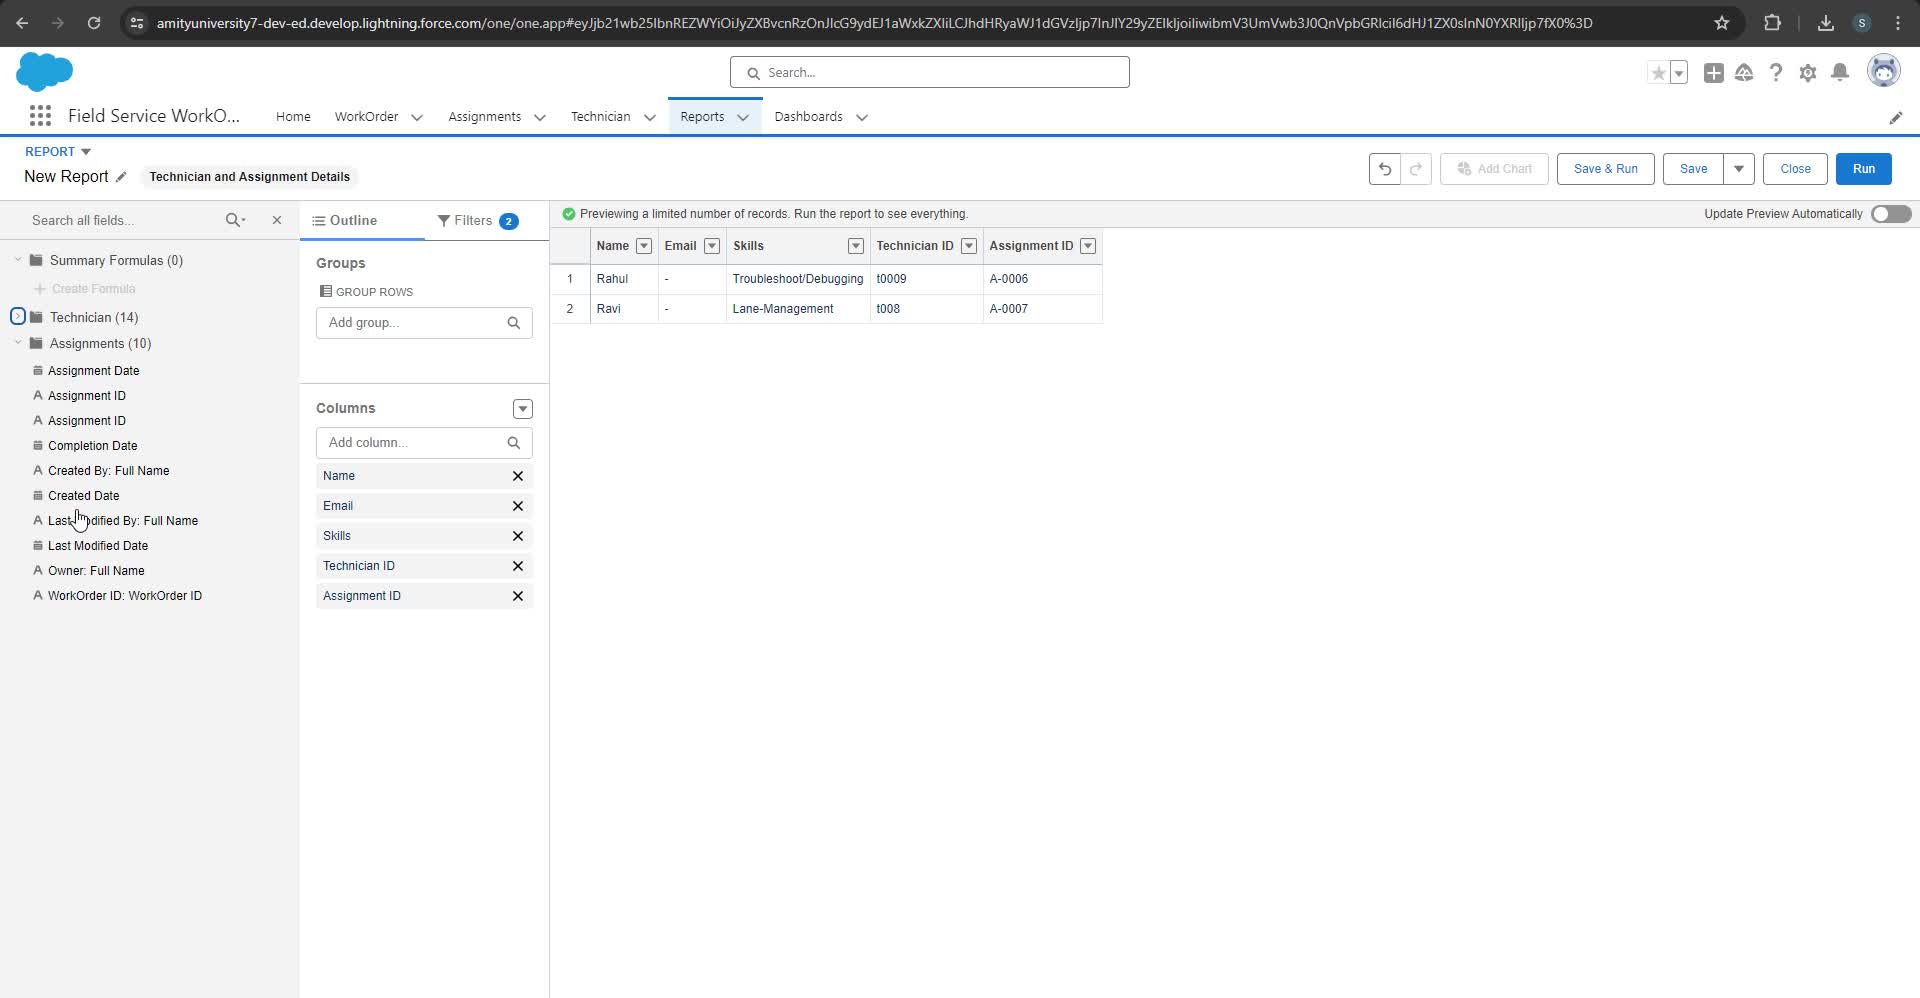 amityuniversity7-dev-ed.develop.lightning.force.com/one/one.app#eyJjb21wb25lbnREZWYiOiJyZXBvcnRzOnJlcG9ydEJ1aWxkZXIiLCJhdHRyaWJ1dGVzIjp7InJlY29yZElkIjoiIiwibmV3UmVwb3J0QnVpbGRlciI6dHJ1ZX0sInN0YXRlIjp7fX0%3D
S
Search...
Field Service WorkO...
Home
WorkOrder
Assignments
Technician
Reports
Dashboards
REPORT
New Report
Technician and Assignment Details
Add Chart
Save & Run
Save
Close
Run
Search all fields...
Outline
Filters 2
Previewing a limited number of records. Run the report to see everything.
Update Preview Automatically
Summary Formulas (0)
Create Formula
Technician (14)
Assignments (10)
Assignment Date
Assignment ID
Assignment ID
Completion Date
Created By: Full Name
Created Date
Last Modified By: Full Name
Last Modified Date
Owner: Full Name
WorkOrder ID: WorkOrder ID
Groups
GROUP ROWS
Add group...
Columns
Add column...
Name
Email
Skills
Technician ID
Assignment ID
Name Email Skills Technician ID Assignment ID
1 Rahul - Troubleshoot/Debugging t0009 A-0006
2 Ravi - Lane-Management t008 A-0007